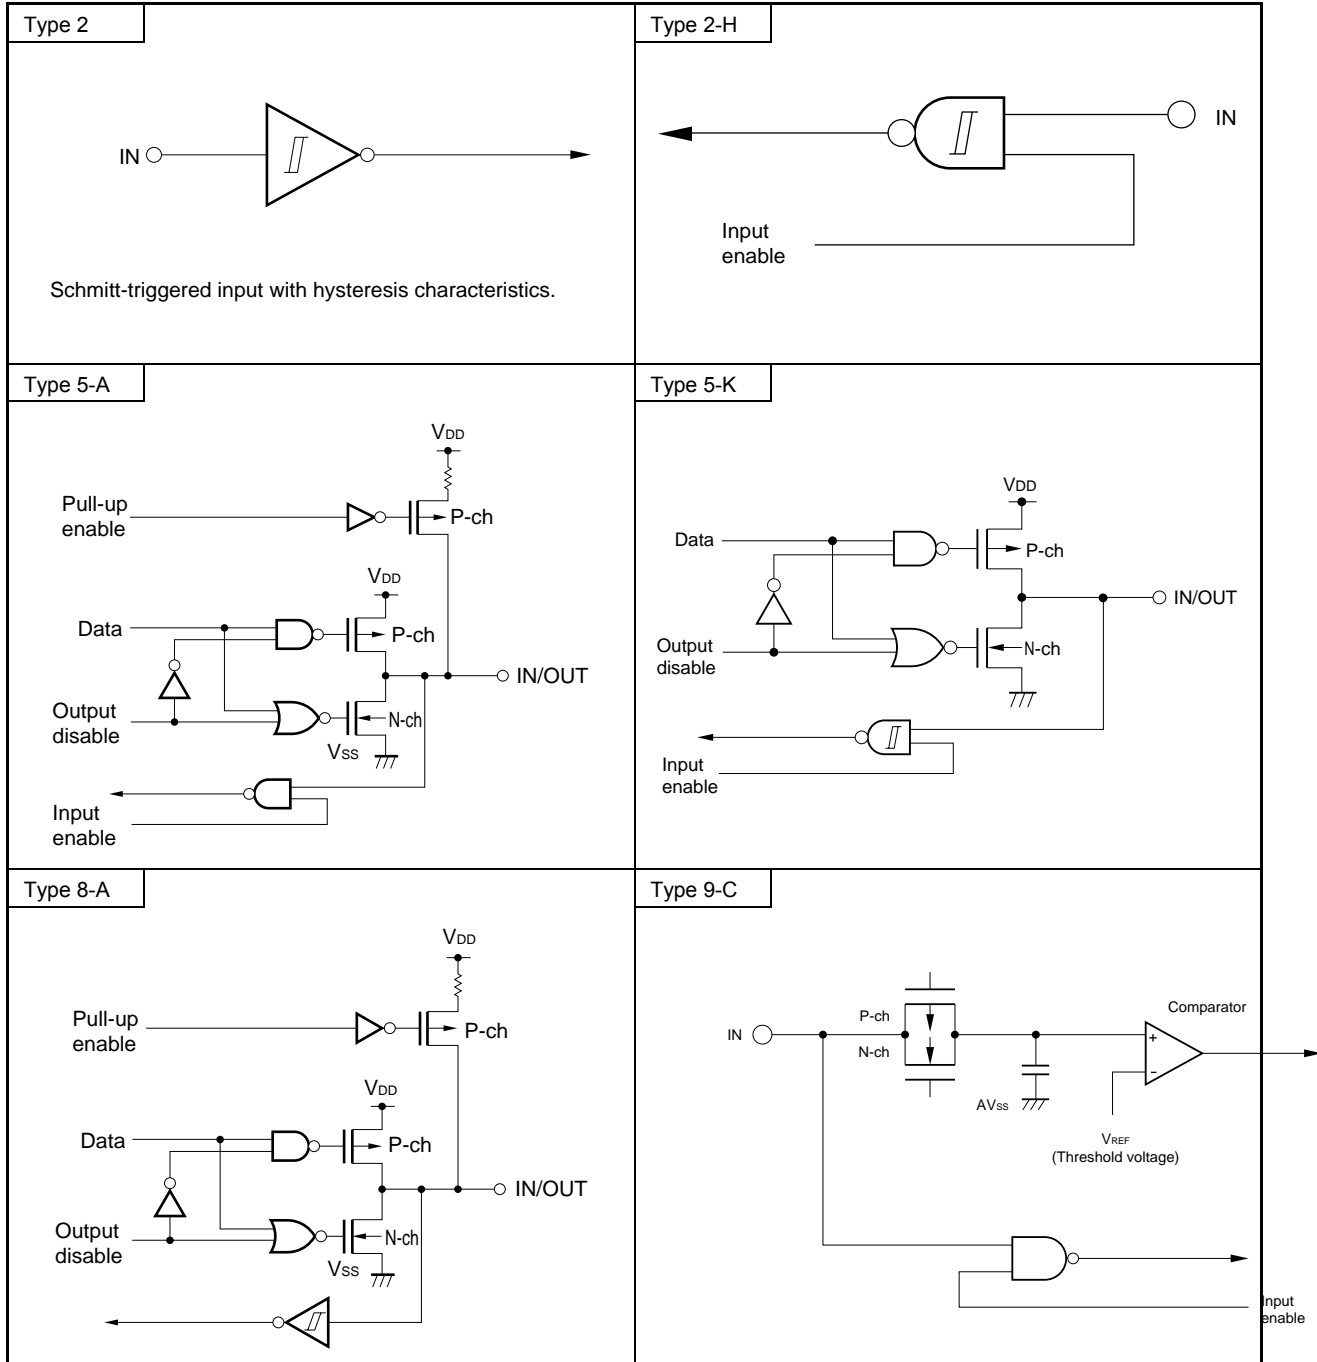 Type 2
IN
Schmitt-triggered input with hysteresis characteristics.
Type 2-H
IN
Input
enable
Type 5-A
VDD
Pull-up
enable
P-ch
VDD
Data
P-ch
IN/OUT
Output
disable
N-ch
VSS
Input
enable
Type 5-K
VDD
Data
P-ch
IN/OUT
Output
disable
N-ch
Input
enable
Type 8-A
VDD
Pull-up
enable
P-ch
VDD
Data
P-ch
IN/OUT
Output
disable
N-ch
VSS
Type 9-C
Comparator
P-ch
IN
N-ch
+
–
AVSS
VREF
(Threshold voltage)
Input
enable